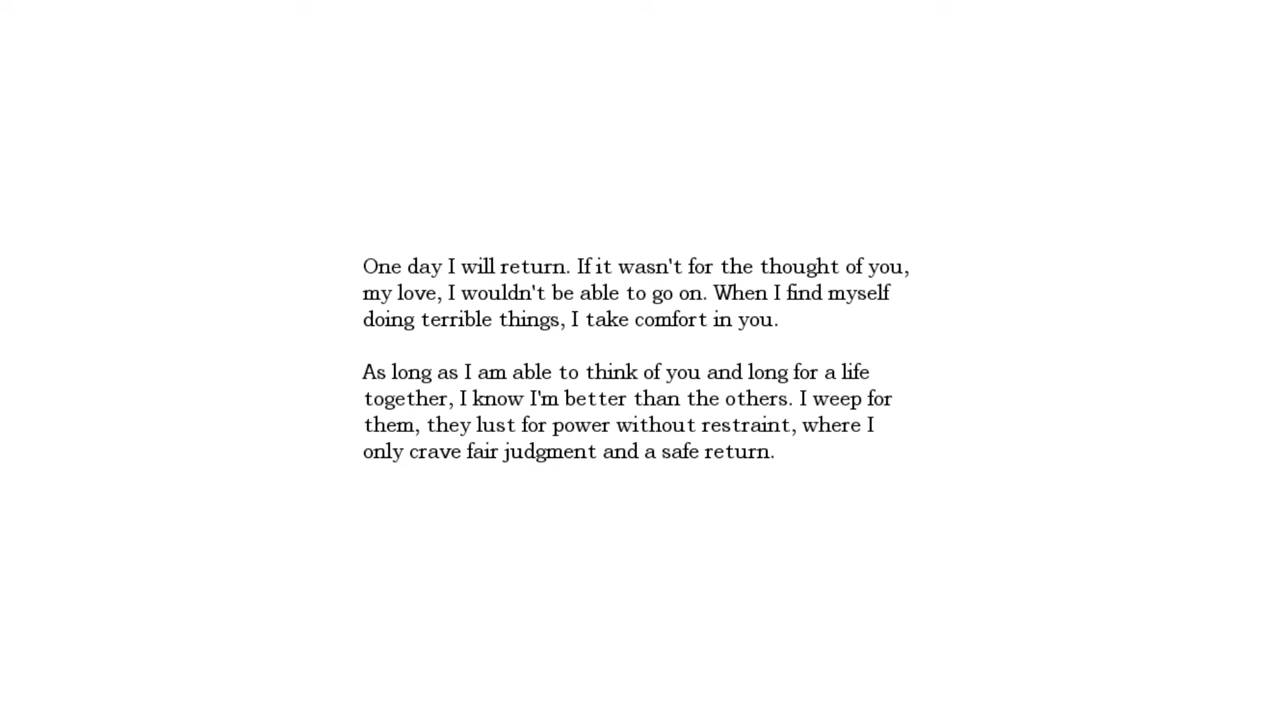 One day I will return. If it wasn't for the thought of you,
my love, I wouldn't be able to go on. When I find myself
doing terrible things, I take comfort in you.
As long as I am able to think of you and long for a life
together, I know I'm better than the others. I weep for
them, they lust for power without restraint, where I
only crave fair judgment and a safe return.